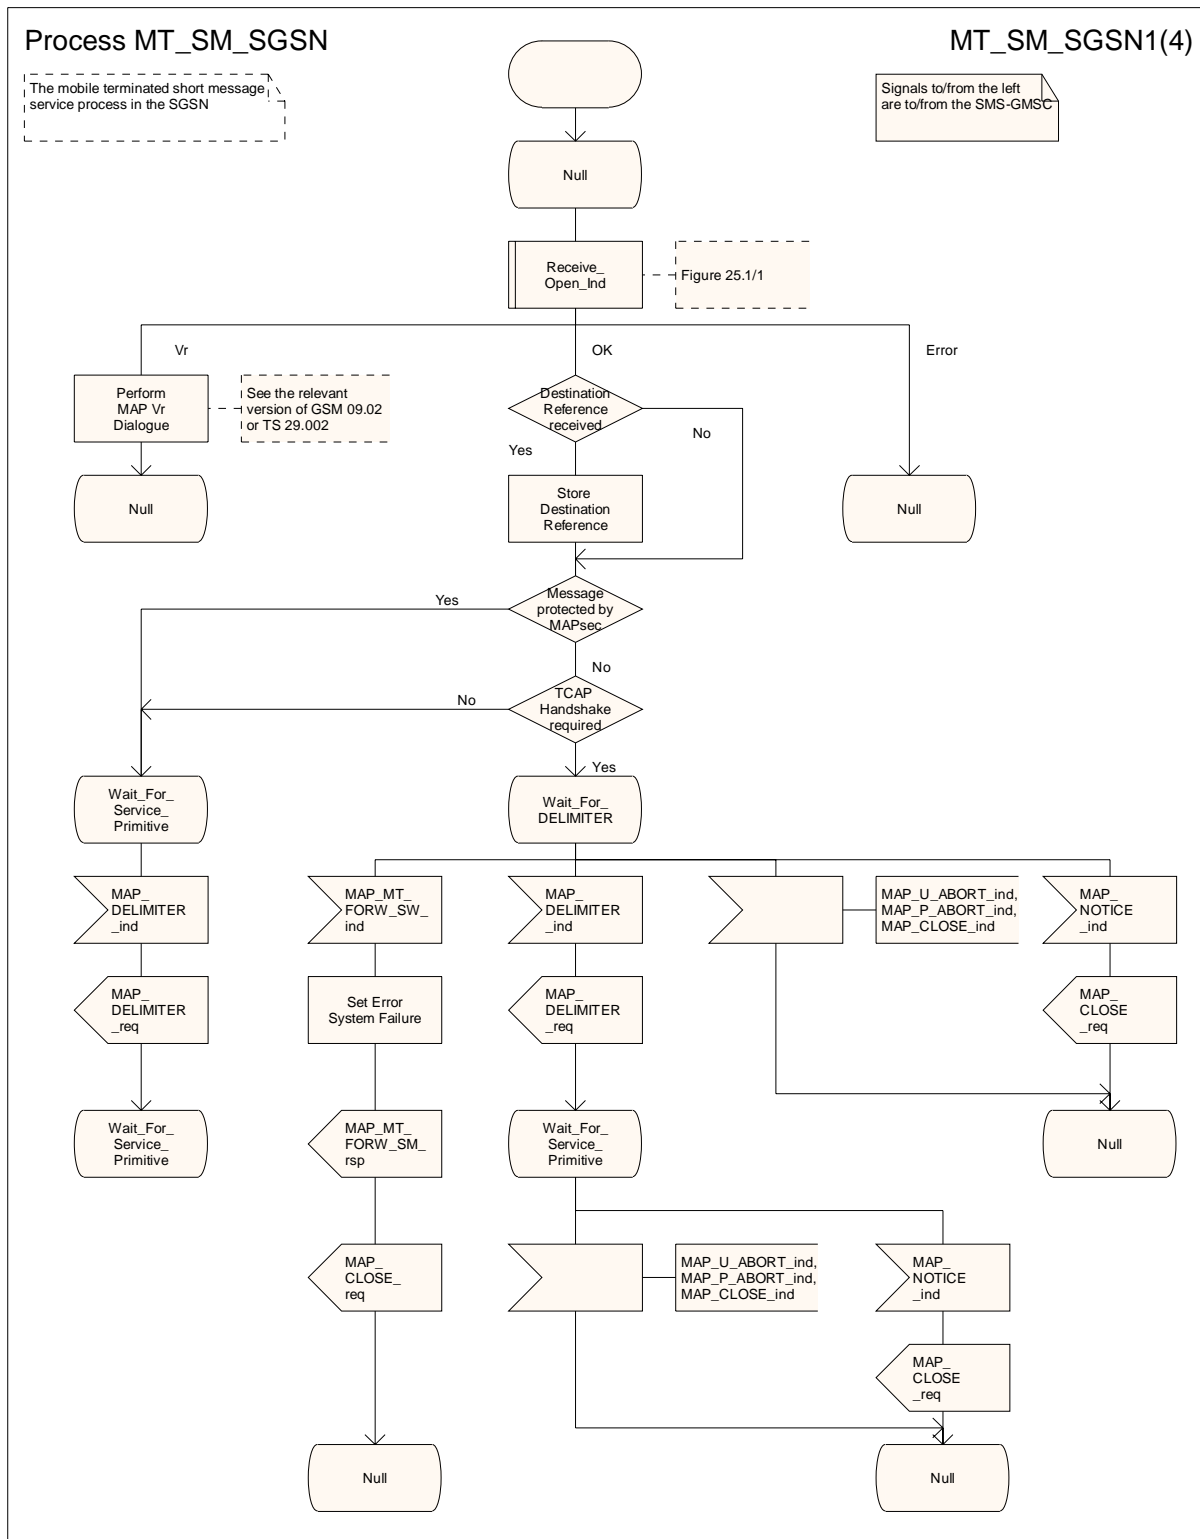 Process MT_SM_SGSN
MT_SM_SGSN1(4)
The mobile terminated short message
service process in the SGSN
Signals to/from the left
are to/from the SMS-GMSC
Null
Receive_
Open_Ind
Figure 25.1/1
Vr
OK
Error
Perform
MAP Vr
Dialogue
See the relevant
version of GSM 09.02
or TS 29.002
Destination
Reference
received
No
Yes
Null
Store
Destination
Reference
Null
Message
protected by
MAPsec
Yes
No
TCAP
Handshake
required
No
Yes
Wait_For_
Service_
Primitive
Wait_For_
DELIMITER
MAP_
DELIMITER
_ind
MAP_MT_
FORW_SW_
ind
MAP_
DELIMITER
_ind
MAP_U_ABORT_ind,
MAP_P_ABORT_ind,
MAP_CLOSE_ind
MAP_
NOTICE
_ind
MAP_
DELIMITER
_req
Set Error
System Failure
MAP_
DELIMITER
_req
MAP_
CLOSE
_req
Wait_For_
Service_
Primitive
MAP_MT_
FORW_SM_
rsp
Wait_For_
Service_
Primitive
Null
MAP_
CLOSE_
req
MAP_U_ABORT_ind,
MAP_P_ABORT_ind,
MAP_CLOSE_ind
MAP_
NOTICE
_ind
MAP_
CLOSE
_req
Null
Null